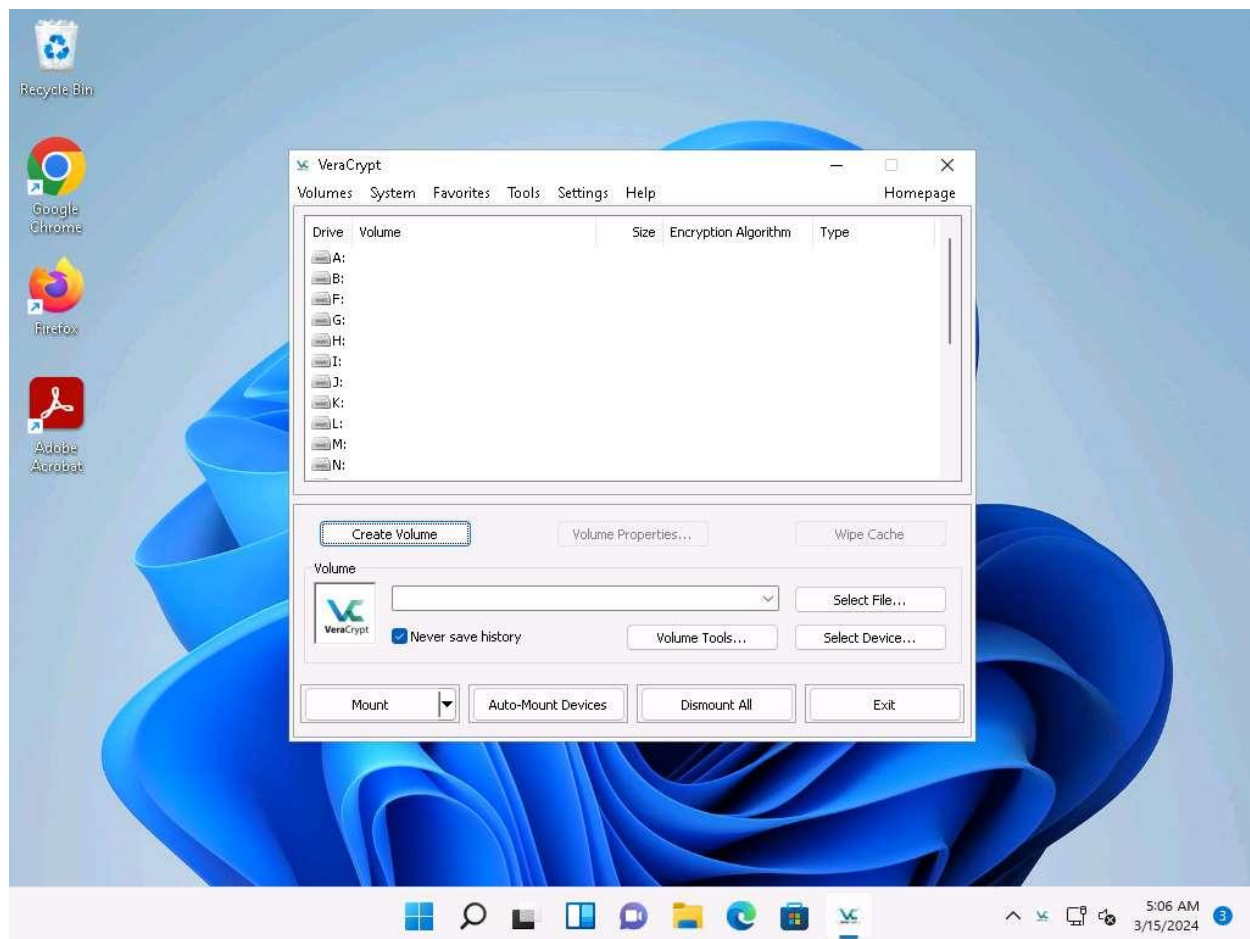 Recycle Bin
Google
Chrome
Firefox
Adobe
Acrobat
VeraCrypt
Volumes System Favorites Tools Settings Help Homepage
Drive Volume Size Encryption Algorithm Type
A:
B:
F:
G:
H:
I:
J:
K:
L:
M:
N:
Create Volume Volume Properties... Wipe Cache
Volume
VeraCrypt
Select File...
Never save history Volume Tools... Select Device...
Mount Auto-Mount Devices Dismount All Exit
5:06 AM
3/15/2024
3